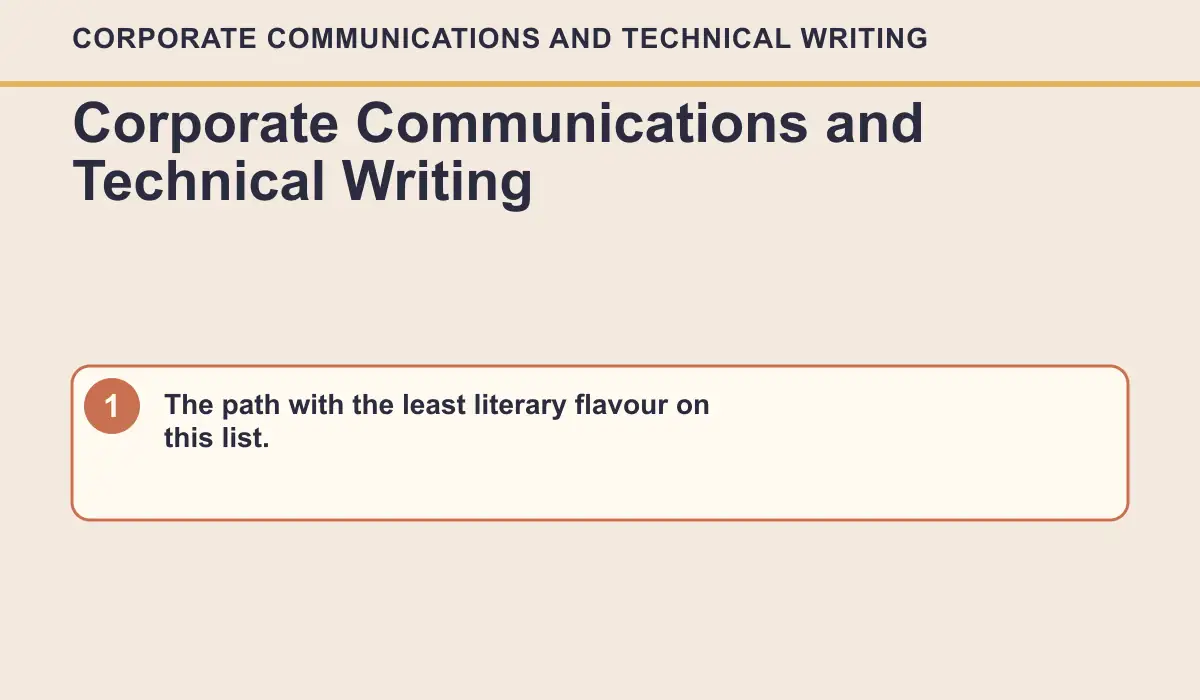 CORPORATE COMMUNICATIONS AND TECHNICAL WRITING
Corporate Communications and
Technical Writing
1
The path with the least literary flavour on
this list.